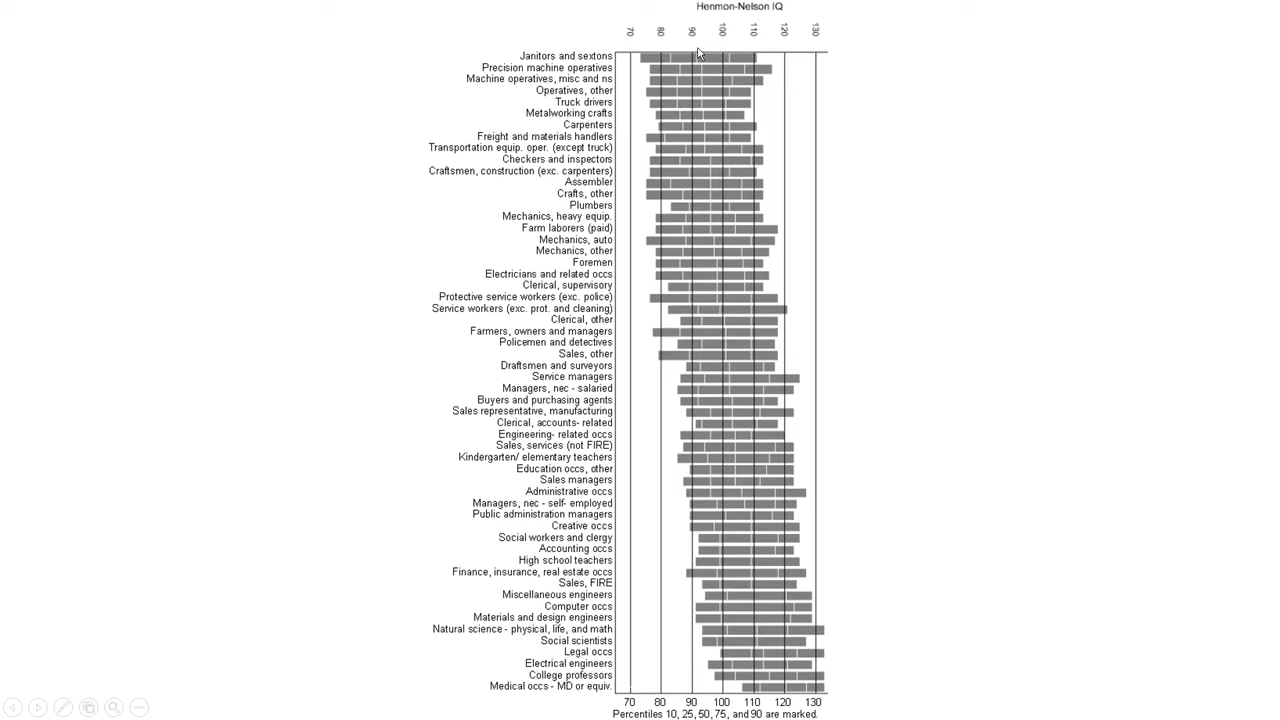 Henmon-Nelson IQ
70 80 90 100 110 120 130
Janitors and sextons
Precision machine operatives
Machine operatives, misc and ns
Operatives, other
Truck drivers
Metalworking crafts
Carpenters
Freight and materials handlers
Transportation equip. oper. (except truck)
Checkers and inspectors
Craftsmen, construction (exc. carpenters)
Assembler
Crafts, other
Plumbers
Mechanics, heavy equip.
Farm laborers (paid)
Mechanics, auto
Mechanics, other
Foremen
Electricians and related occs
Clerical, supervisory
Protective service workers (exc. police)
Service workers (exc. prot. and cleaning)
Clerical, other
Farmers, owners and managers
Policemen and detectives
Sales, other
Draftsmen and surveyors
Service managers
Managers, nec - salaried
Buyers and purchasing agents
Sales representative, manufacturing
Clerical, accounts- related
Engineering- related occs
Sales, services (not FIRE)
Kindergarten/ elementary teachers
Education occs, other
Sales managers
Administrative occs
Managers, nec - self- employed
Public administration managers
Creative occs
Social workers and clergy
Accounting occs
High school teachers
Finance, insurance, real estate occs
Sales, FIRE
Miscellaneous engineers
Computer occs
Materials and design engineers
Natural science - physical, life, and math
Social scientists
Legal occs
Electrical engineers
College professors
Medical occs - MD or equiv.
70 80 90 100 110 120 130
Percentiles 10, 25, 50, 75, and 90 are marked.